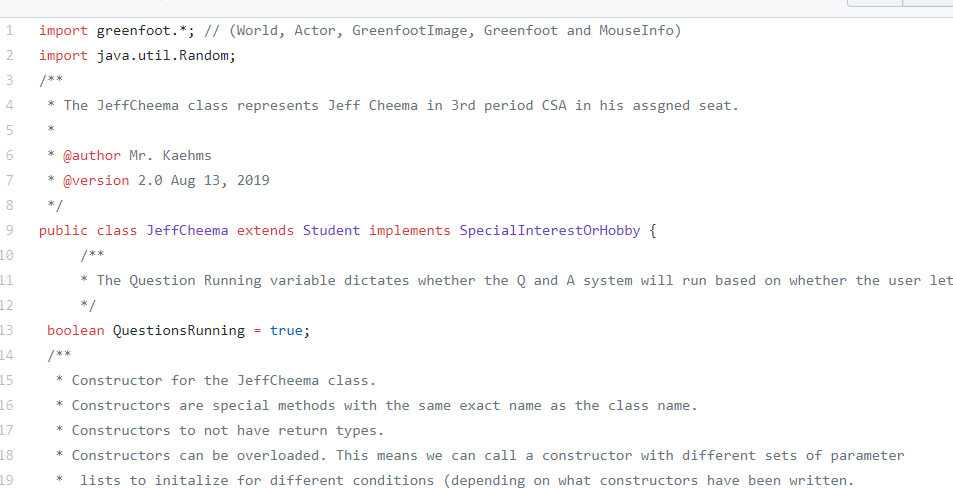 1 import greenfoot.*; // (World, Actor, GreenfootImage, Greenfoot and MouseInfo)
2 import java.util.Random;
3 /**
4 * The JeffCheema class represents Jeff Cheema in 3rd period CSA in his assgned seat.
5 *
6 * @author Mr. Kaehms
7 * @version 2.0 Aug 13, 2019
8 */
9 public class JeffCheema extends Student implements SpecialInterestOrHobby {
10 /**
11 * The Question Running variable dictates whether the Q and A system will run based on whether the user let
12 */
13 boolean QuestionsRunning = true;
14 /**
15 * Constructor for the JeffCheema class.
16 * Constructors are special methods with the same exact name as the class name.
17 * Constructors to not have return types.
18 * Constructors can be overloaded. This means we can call a constructor with different sets of parameter
19 * lists to initalize for different conditions (depending on what constructors have been written.